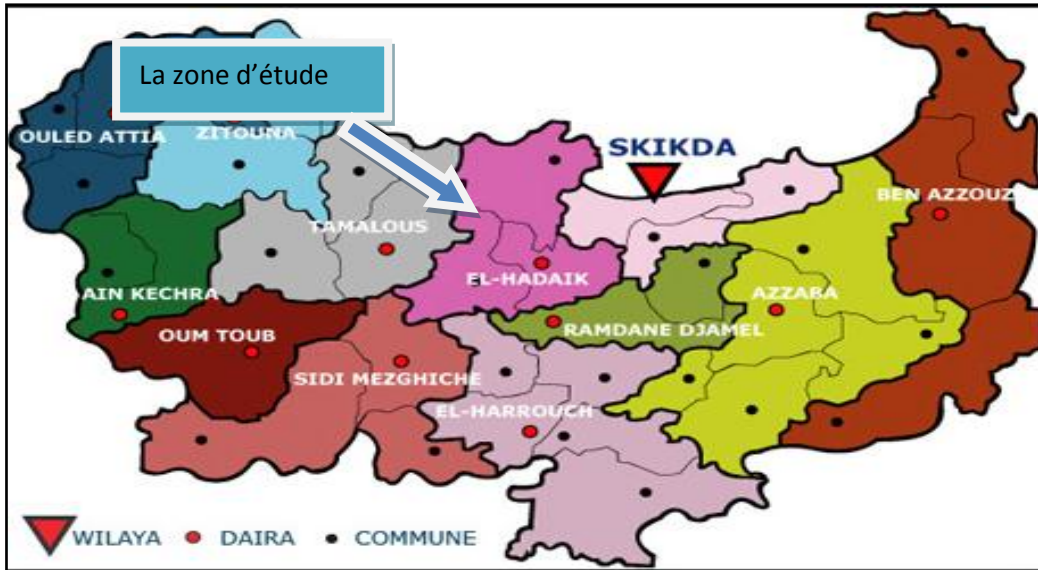 La zone d'étude
OULED ATTIA
ZITOUNA
SKIKDA
BEN AZZOUZ
TAMALOUS
EL-HADAIK
AIN KECHRA
AZZABA
OUM TOUB
RAMDANE DJAMEL
SIDI MEZGHICHE
EL-HARROUCH
WILAYA
DAIRA
COMMUNE